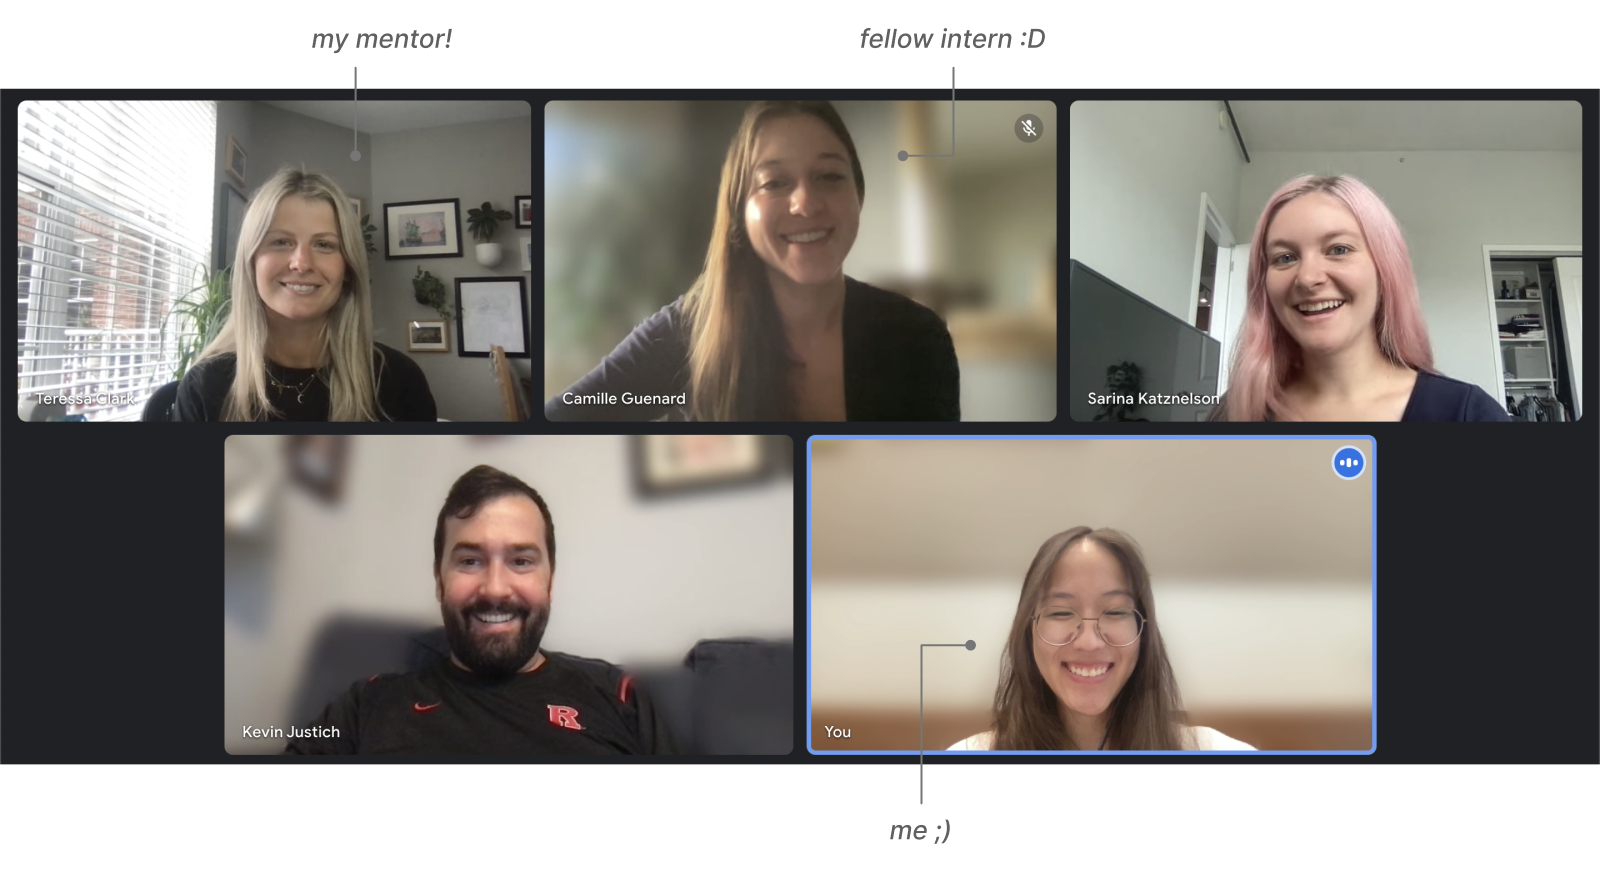 my mentor!
fellow intern :D
Teressa Clark
Camille Guenard
Sarina Katznelson
R
Kevin Justich
You
me ;)